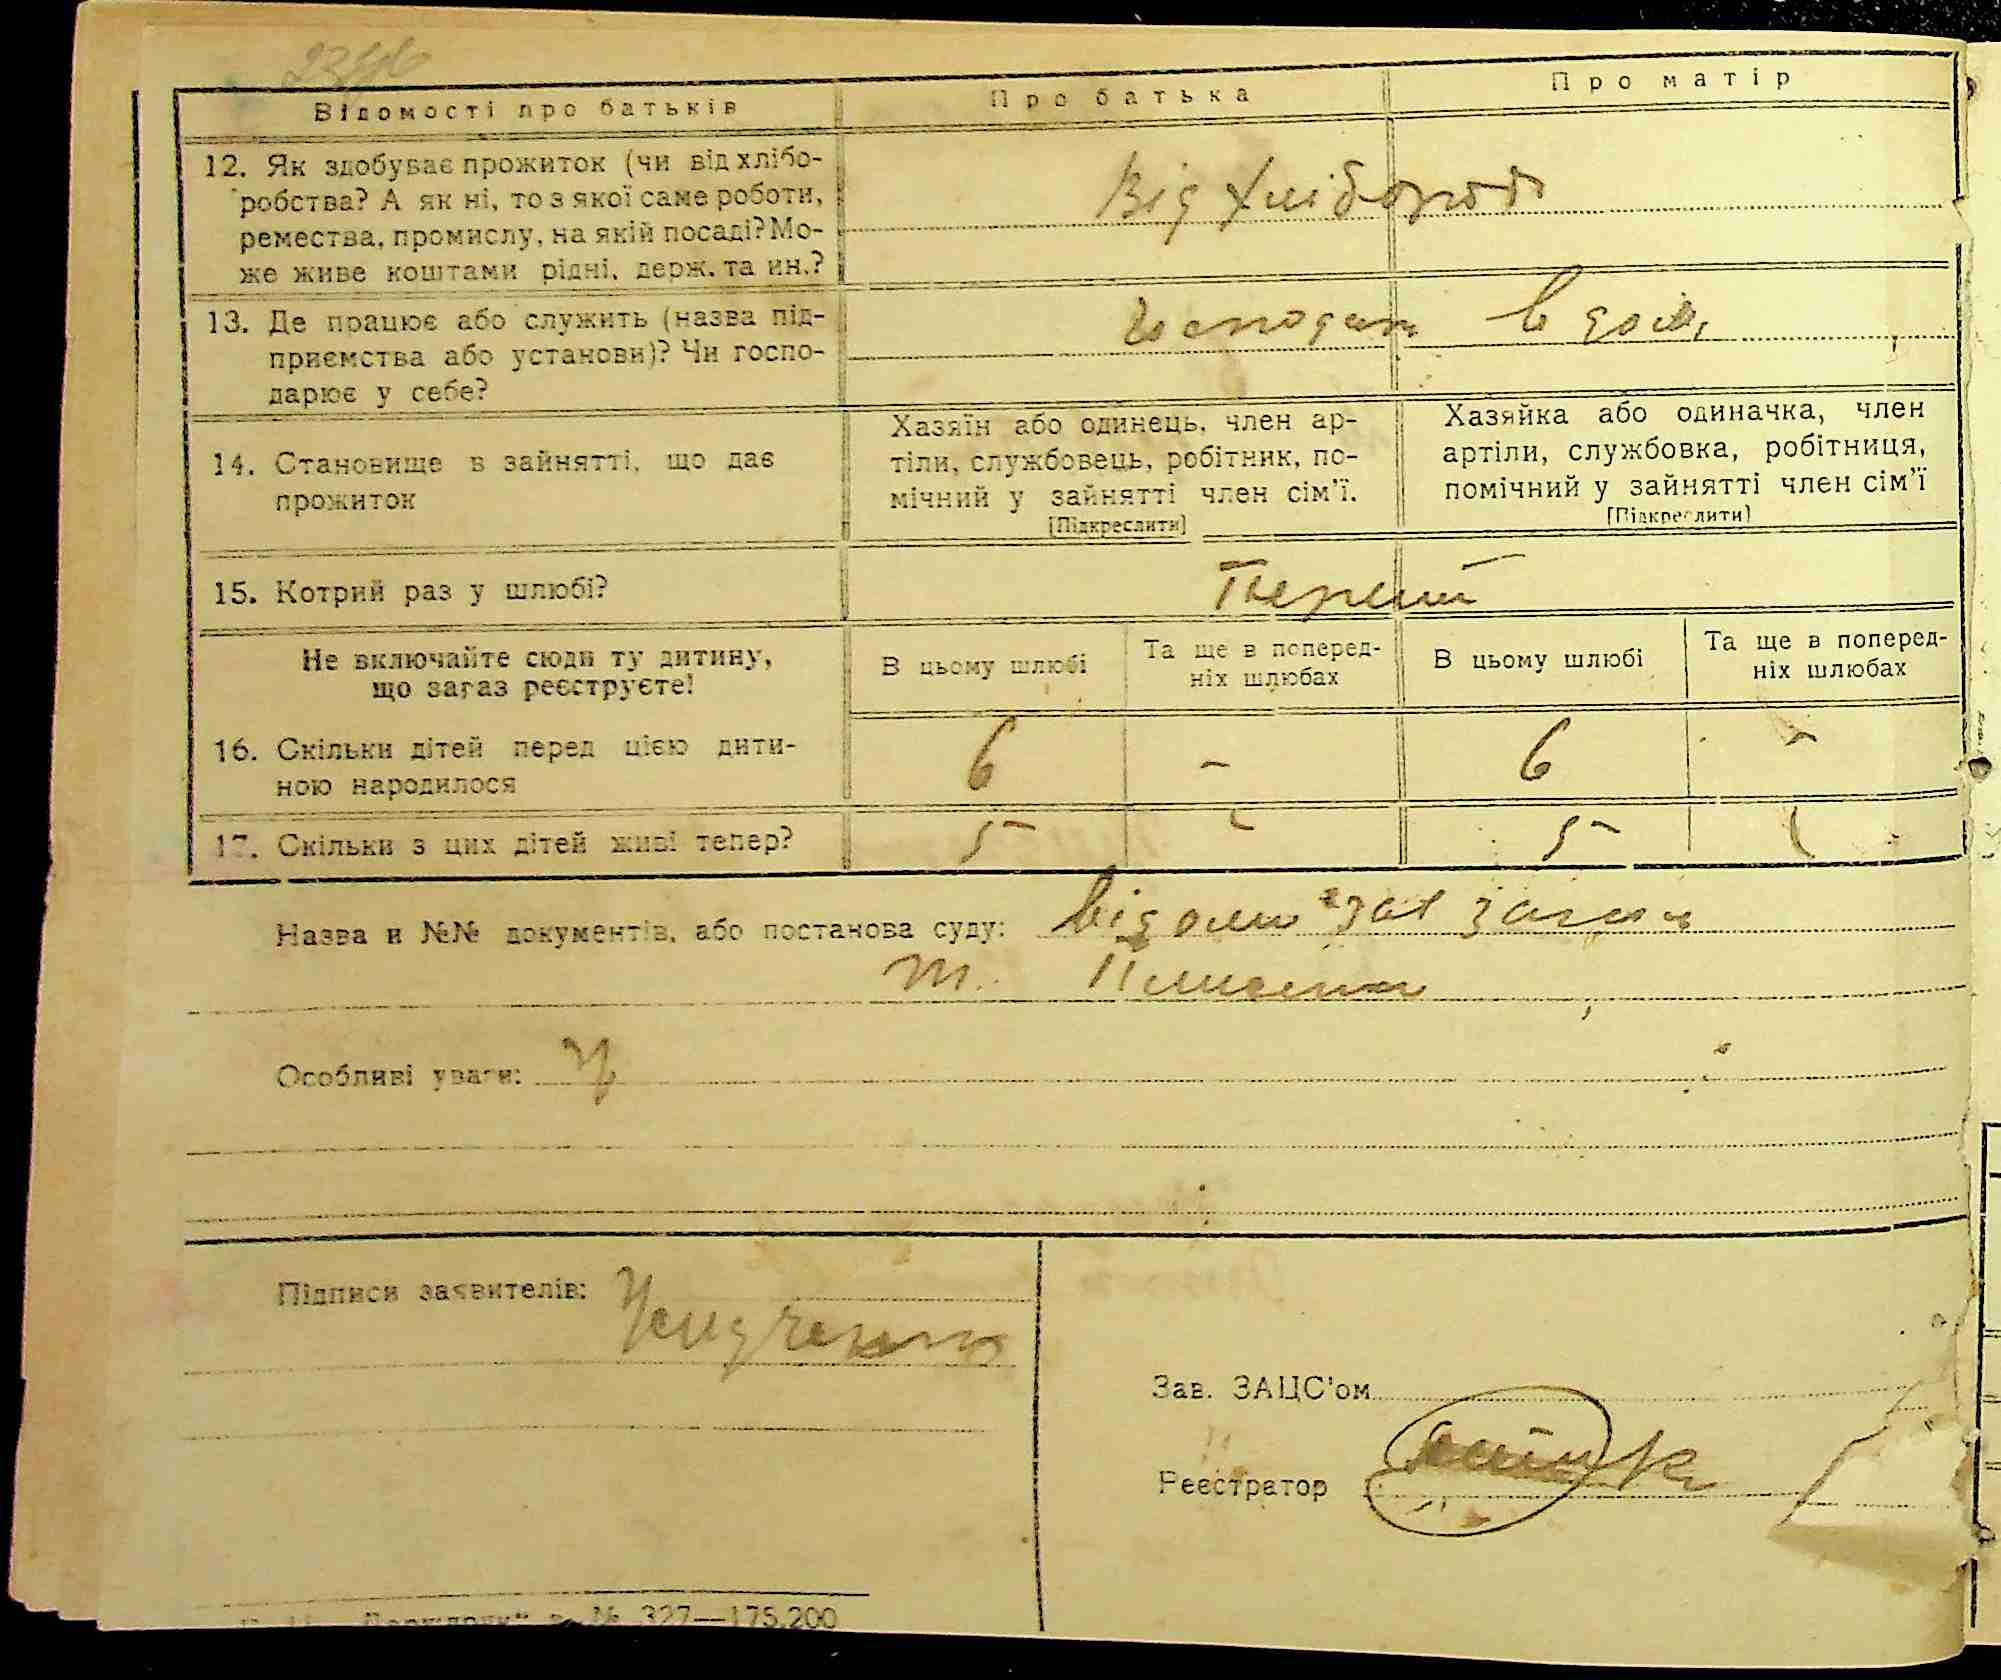 Відомості про батьків
Про батька
Про матір
12. Як здобуває прожиток (чи від хлібо-
робства? А як ні, то з якої саме роботи,
ремества, промислу, на якій посаді? Мо-
же живе коштами рідні, держ. та ин.?
Від
13. Де працює або служить (назва під-
приємства або установи)? Чи госпо-
дарює у себе?
в
14. Становище в зайнятті, що дає
прожиток
Хазяїн або одинець, член ар-
тіли, службовець, робітник, по-
мічний у зайнятті член сім'ї.
[Підкреслити]
Хазяйка або одиначка, член
артіли, службовка, робітниця,
помічний у зайнятті член сім'ї
[Підкреслити]
15. Котрий раз у шлюбі?
Перший
Не включайте сюди ту дитину,
що зараз реєструєте!
В цьому шлюбі
Та ще в поперед-
ніх шлюбах
В цьому шлюбі
Та ще в поперед-
ніх шлюбах
16. Скільки дітей перед цією дити-
ною народилося
6 - 6 -
17. Скільки з цих дітей живі тепер?
5 - 5
Назва и №№ документів, або постанова суду:
т.
Особливі уваги:
Підписи заявителів:
Зав. ЗАЦС'ом
Реєстратор
№ 327—175.200